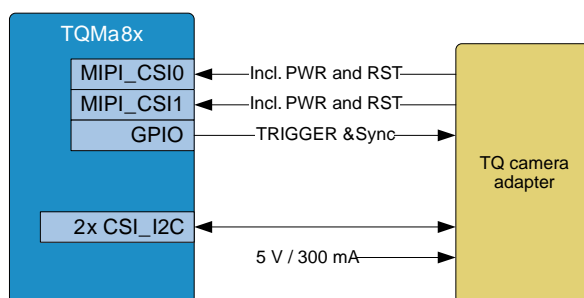 TQMa8x
MIPI_CSI0
Incl. PWR and RST
MIPI_CSI1
Incl. PWR and RST
GPIO
TRIGGER &Sync
TQ camera
adapter
2x CSI_I2C
5 V / 300 mA